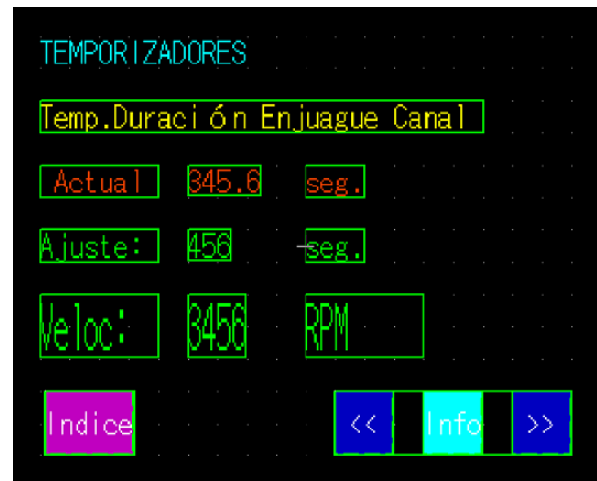 TEMPORIZADORES
Temp.Duración Enjuague Canal
Actual 345.6 seg.
Ajuste: 456 seg.
Veloc: 3456 RPM
Indice << Info >>